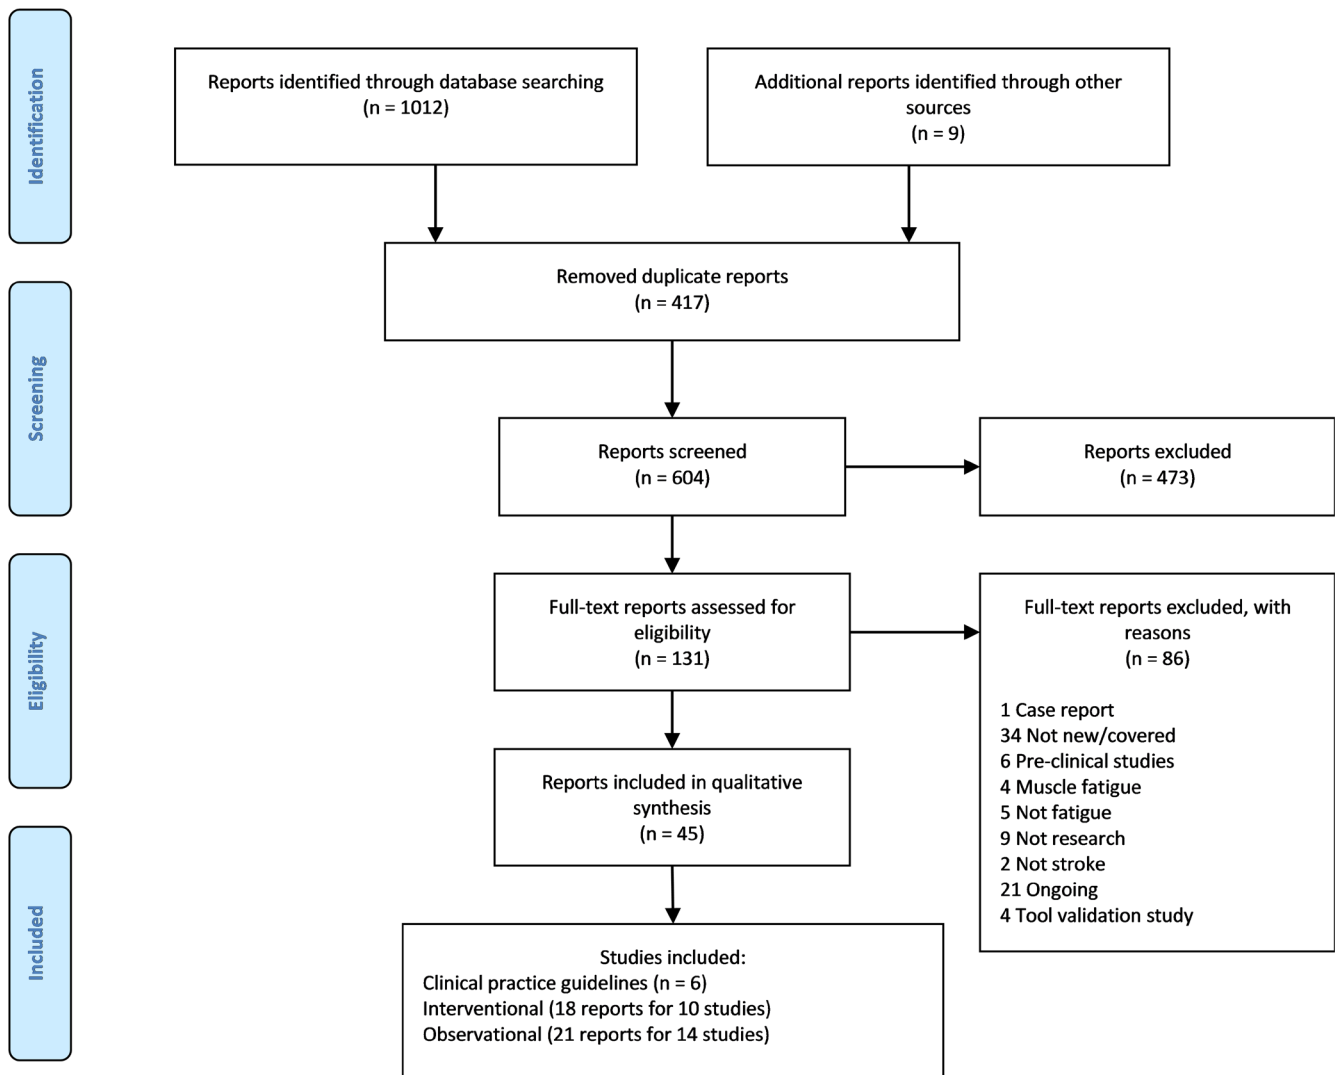 Identification
Reports identified through database searching
(n = 1012)
Additional reports identified through other
sources
(n = 9)
Removed duplicate reports
(n = 417)
Screening
Reports screened
(n = 604)
Reports excluded
(n = 473)
Eligibility
Full-text reports assessed for
eligibility
(n = 131)
Full-text reports excluded, with
reasons
(n = 86)
1 Case report
34 Not new/covered
6 Pre-clinical studies
4 Muscle fatigue
5 Not fatigue
9 Not research
2 Not stroke
21 Ongoing
4 Tool validation study
Reports included in qualitative
synthesis
(n = 45)
Included
Studies included:
Clinical practice guidelines (n = 6)
Interventional (18 reports for 10 studies)
Observational (21 reports for 14 studies)